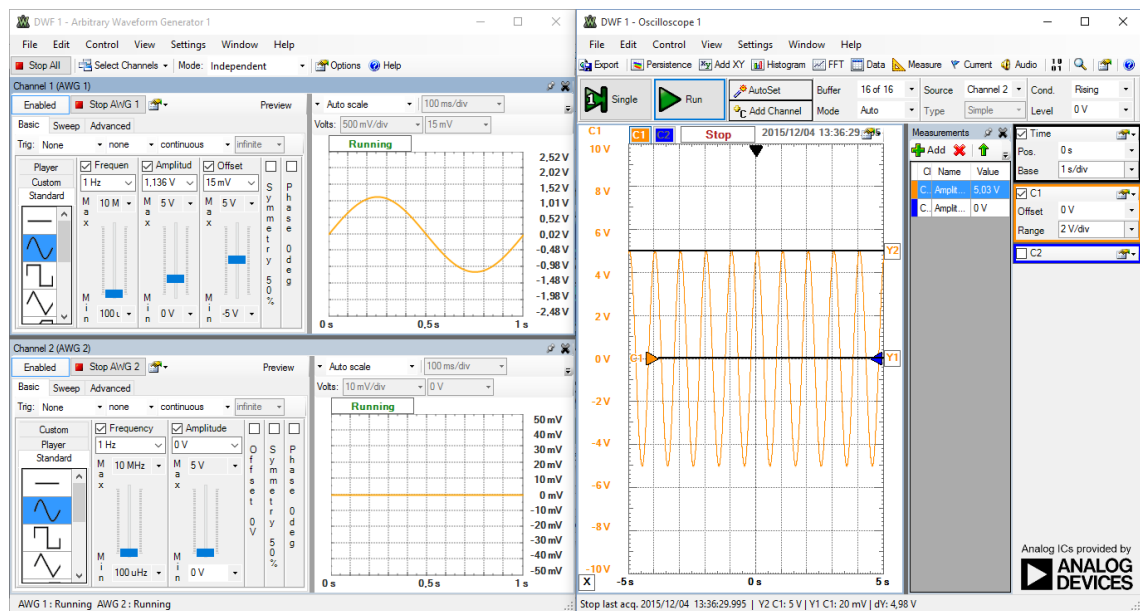 DWF 1 - Arbitrary Waveform Generator 1
File Edit Control View Settings Window Help
Stop All Select Channels Mode: Independent Options Help
Channel 1 (AWG 1)
Enabled Stop AWG 1 Preview
Basic Sweep Advanced
Trig: None none continuous infinite
Player
Custom
Standard
Frequen Amplitud Offset
1 Hz 1,136 V 15 mV
Max 10 M 5 V 5 V
Min 100 u 0 V -5 V
Symmetry 50 %
Phase 0 deg
Auto scale 100 ms/div
Volts: 500 mV/div 15 mV
Running
2,52 V
2,02 V
1,52 V
1,01 V
0,52 V
0,02 V
-0,48 V
-0,98 V
-1,48 V
-1,98 V
-2,48 V
0 s 0,5 s 1 s
Channel 2 (AWG 2)
Enabled Stop AWG 2 Preview
Basic Sweep Advanced
Trig: None none continuous infinite
Custom
Player
Standard
Frequency Amplitude
1 Hz 0 V
Max 10 MHz Max 5 V
Min 100 uHz Min 0 V
Offset 0 V
Symmetry 50 %
Phase 0 deg
Auto scale 100 ms/div
Volts: 10 mV/div 0 V
Running
50 mV
40 mV
30 mV
20 mV
10 mV
0 mV
-10 mV
-20 mV
-30 mV
-40 mV
-50 mV
0 s 0,5 s 1 s
AWG 1 : Running AWG 2 : Running
DWF 1 - Oscilloscope 1
File Edit Control View Settings Window Help
Export Persistence Add XY Histogram FFT Data Measure Current Audio
Single Run AutoSet Buffer 16 of 16 Source Channel 2 Cond. Rising
Add Channel Mode Auto Type Simple Level 0 V
C1 C1 C2 Stop 2015/12/04 13:36:29.995
10 V
8 V
6 V
4 V
2 V
0 V
-2 V
-4 V
-6 V
-8 V
-10 V
C1
Y2
Y1
X -5 s 0 s 5 s
Measurements
Add
Cl Name Value
C.. Amplit... 5,03 V
C.. Amplit... 0 V
Time
Pos. 0 s
Base 1 s/div
C1
Offset 0 V
Range 2 V/div
C2
Analog ICs provided by
ANALOG
DEVICES
Stop last acq. 2015/12/04 13:36:29.995 | Y2 C1: 5 V | Y1 C1: 20 mV | dY: 4,98 V